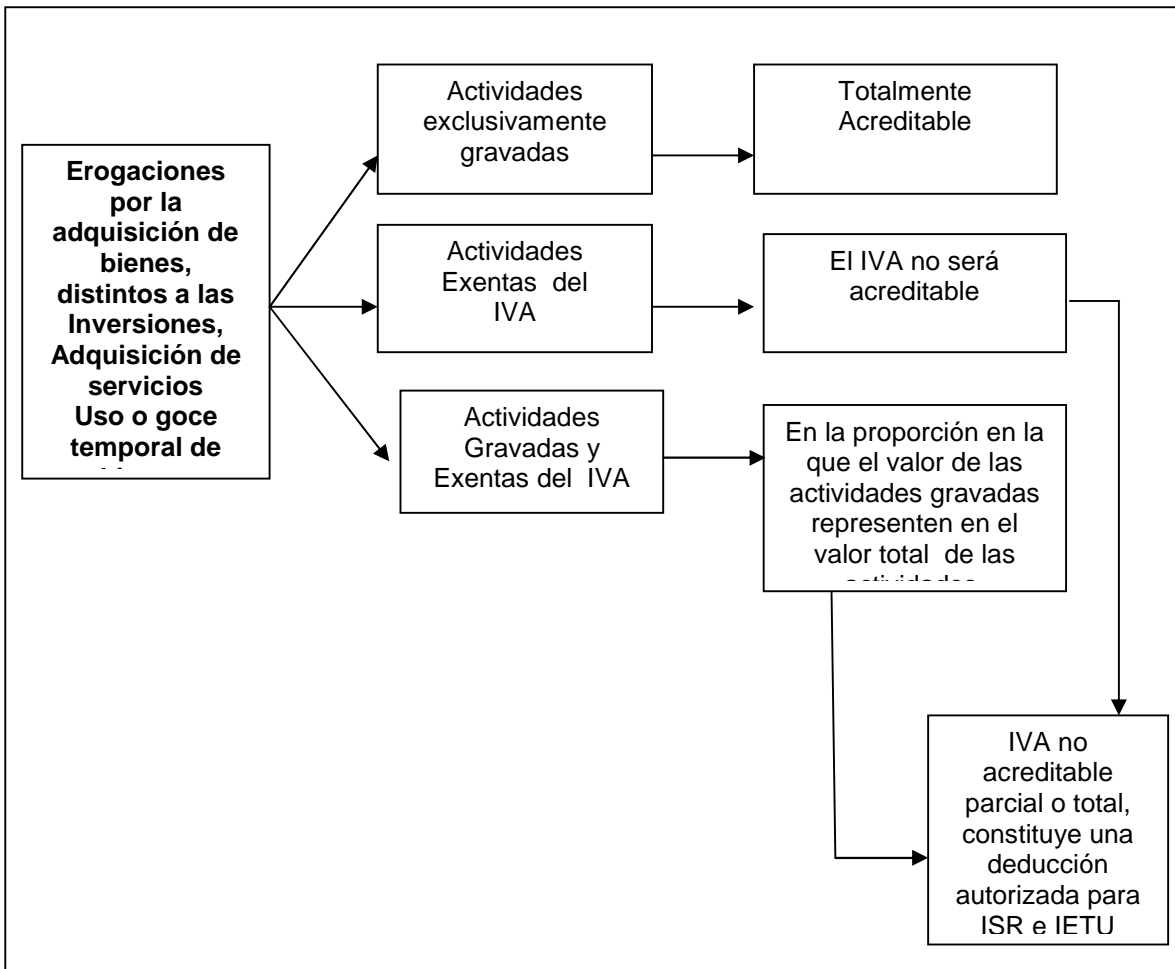 Actividades
exclusivamente
gravadas
Totalmente
Acreditable
Erogaciones
por la
adquisición de
bienes,
distintos a las
Inversiones,
Adquisición de
servicios
Uso o goce
temporal de
Actividades
Exentas del
IVA
El IVA no será
acreditable
Actividades
Gravadas y
Exentas del IVA
En la proporción en la
que el valor de las
actividades gravadas
representen en el
valor total de las
IVA no
acreditable
parcial o total,
constituye una
deducción
autorizada para
ISR e IETU